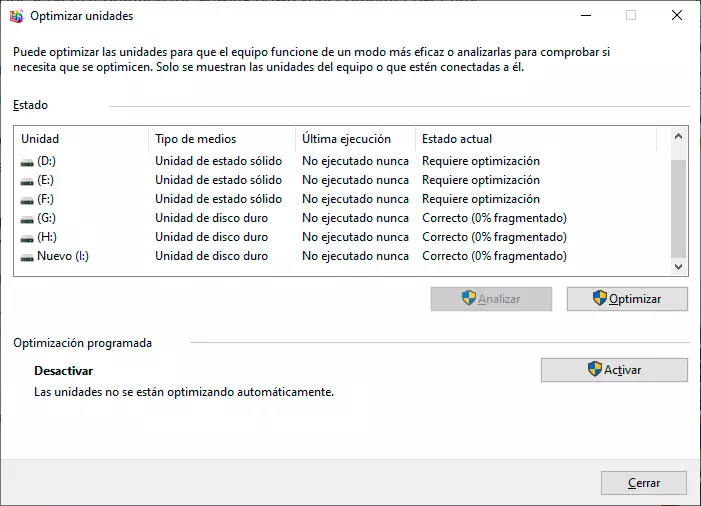 Optimizar unidades
Puede optimizar las unidades para que el equipo funcione de un modo más eficaz o analizarlas para comprobar si
necesita que se optimicen. Solo se muestran las unidades del equipo o que estén conectadas a él.
Estado
Unidad Tipo de medios Última ejecución Estado actual
(D:) Unidad de estado sólido No ejecutado nunca Requiere optimización
(E:) Unidad de estado sólido No ejecutado nunca Requiere optimización
(F:) Unidad de estado sólido No ejecutado nunca Requiere optimización
(G:) Unidad de disco duro No ejecutado nunca Correcto (0% fragmentado)
(H:) Unidad de disco duro No ejecutado nunca Correcto (0% fragmentado)
Nuevo (I:) Unidad de disco duro No ejecutado nunca Correcto (0% fragmentado)
Analizar Optimizar
Optimización programada
Desactivar
Activar
Las unidades no se están optimizando automáticamente.
Cerrar